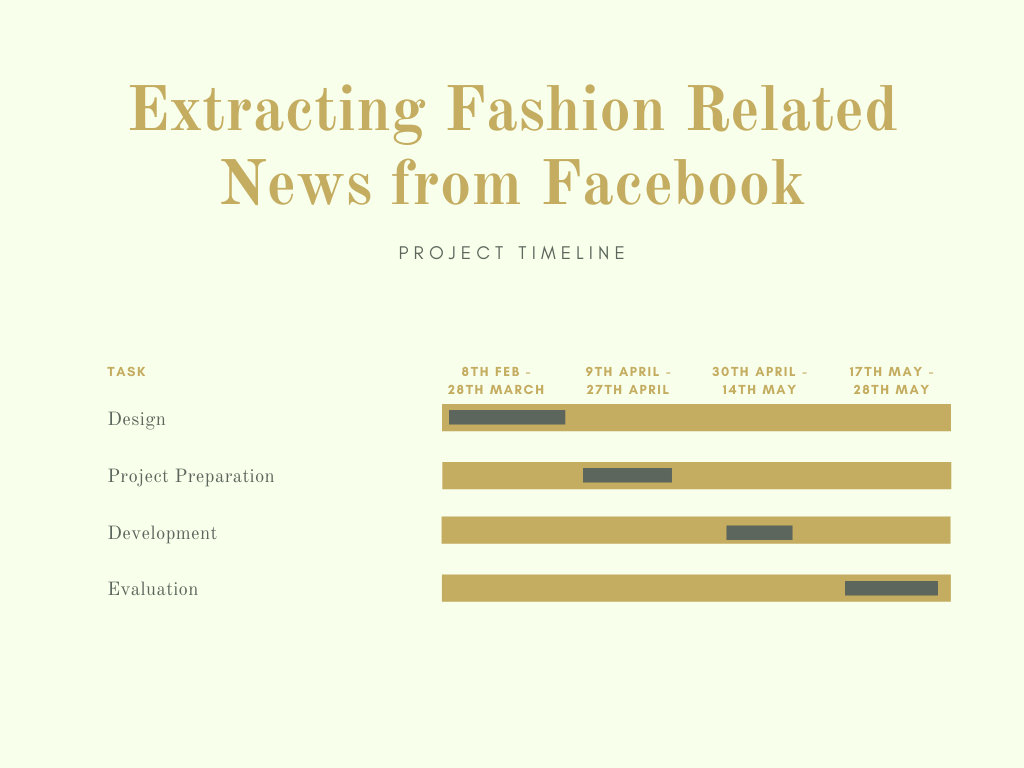 Extracting Fashion Related
News from Facebook
PROJECT TIMELINE
TASK
8TH FEB -
28TH MARCH
9TH APRIL -
27TH APRIL
30TH APRIL -
14TH MAY
17TH MAY -
28TH MAY
Design
Project Preparation
Development
Evaluation